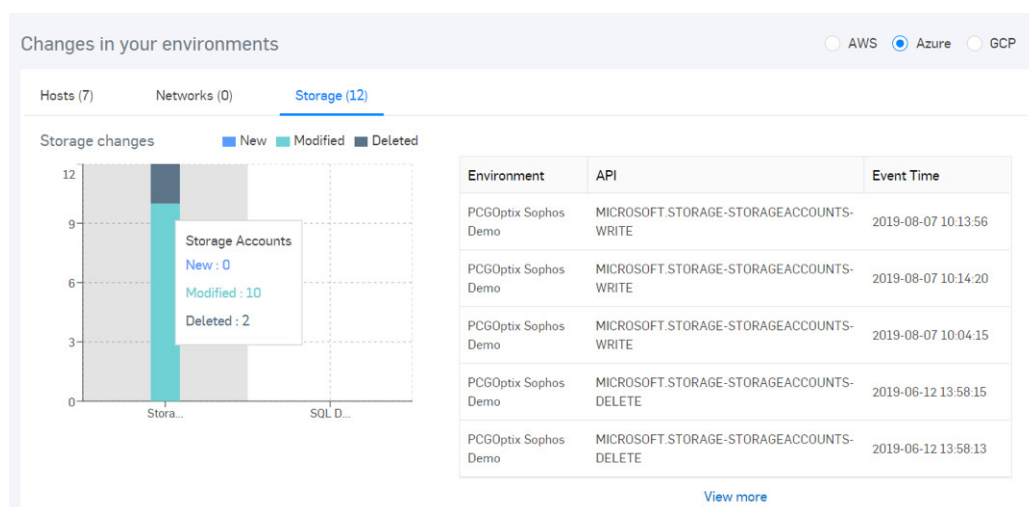 Changes in your environments
AWS Azure GCP
Hosts (7) Networks (0) Storage (12)
Storage changes New Modified Deleted
12
9
6
3
0
Stora... SQL D...
Storage Accounts
New : 0
Modified : 10
Deleted : 2
Environment API Event Time
PCGOptix Sophos
Demo
MICROSOFT.STORAGE-STORAGEACCOUNTS-
WRITE
2019-08-07 10:13:56
PCGOptix Sophos
Demo
MICROSOFT.STORAGE-STORAGEACCOUNTS-
WRITE
2019-08-07 10:14:20
PCGOptix Sophos
Demo
MICROSOFT.STORAGE-STORAGEACCOUNTS-
WRITE
2019-08-07 10:04:15
PCGOptix Sophos
Demo
MICROSOFT.STORAGE-STORAGEACCOUNTS-
DELETE
2019-06-12 13:58:15
PCGOptix Sophos
Demo
MICROSOFT.STORAGE-STORAGEACCOUNTS-
DELETE
2019-06-12 13:58:13
View more